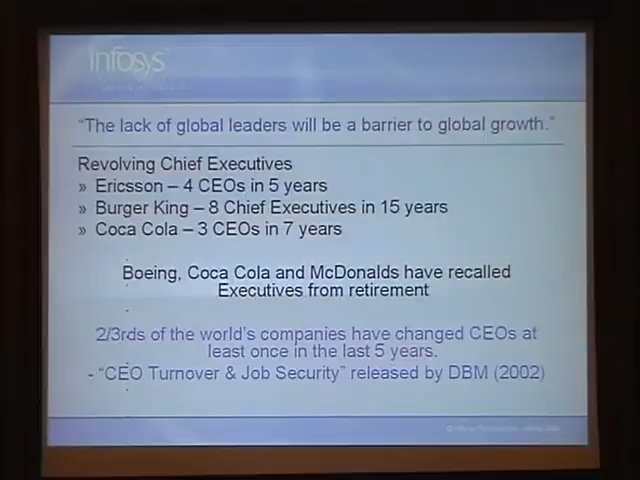 Infosys
"The lack of global leaders will be a barrier to global growth."
Revolving Chief Executives
» Ericsson – 4 CEOs in 5 years
» Burger King – 8 Chief Executives in 15 years
» Coca Cola – 3 CEOs in 7 years
Boeing, Coca Cola and McDonalds have recalled
Executives from retirement
2/3rds of the world's companies have changed CEOs at
least once in the last 5 years.
- "CEO Turnover & Job Security" released by DBM (2002)